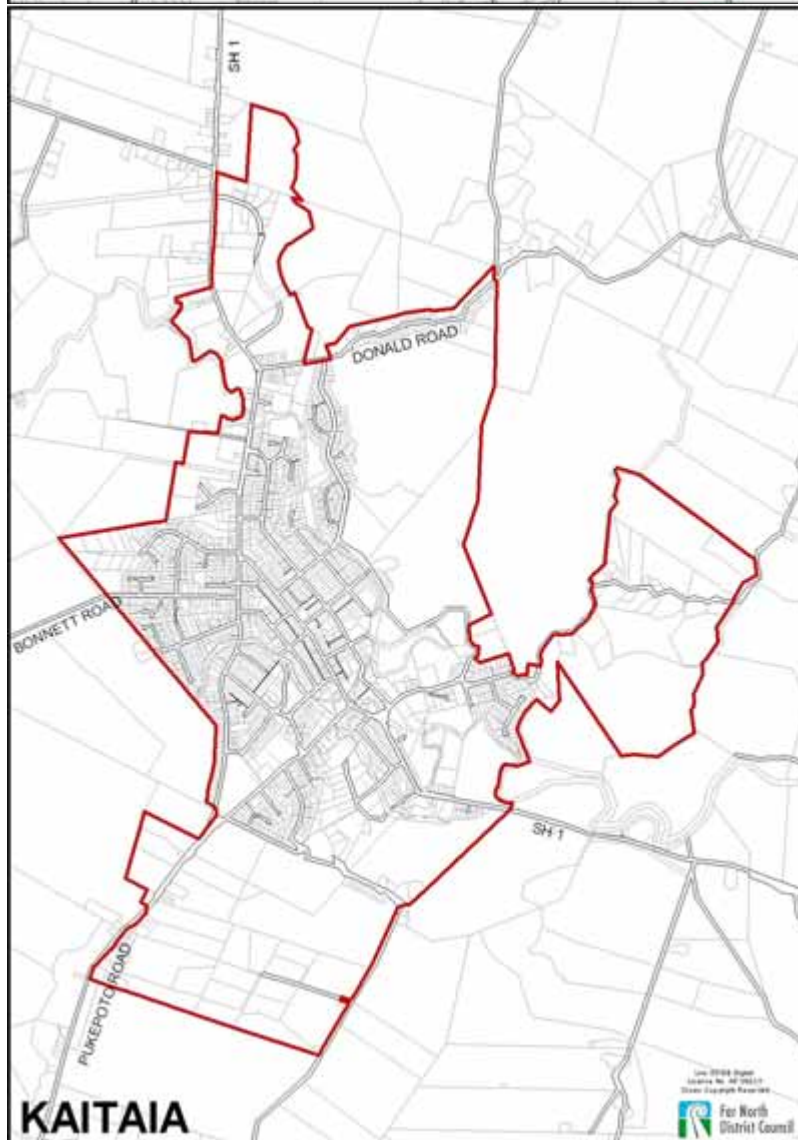 SH 1
DONALD ROAD
BONNETT ROAD
SH 1
PUKEPOTO ROAD
KAITAIA
Far North
District Council